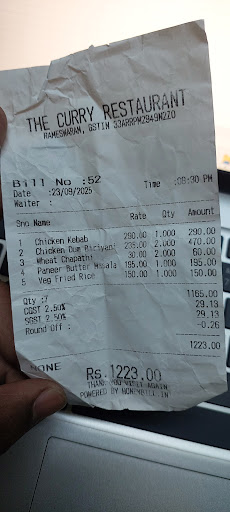 THE CURRY RESTAURANT
RAMESWARAM, GSTIN 33ARRPM2949N2Z0
Bill No :52
Date :23/09/2025 Time :08:30-PM
Waiter :
Sno Name: Rate Qty Amount
1 Chicken Kebab 290.00 1.000 290.00
2 Chicken Dum Biriyani 235.00 2.000 470.00
3 Wheat Chapathi 30.00 2.000 60.00
4 Paneer Butter Masala 195.00 1.000 195.00
5 Veg Fried Rice 150.00 1.000 150.00
Qty :7 1165.00
CGST 2.50% 29.13
SGST 2.50% 29.13
Round Off : -0.26
1223.00
NONE Rs.1223.00
THANK YOU VISIT AGAIN
POWERED BY HONEYBILL.IN